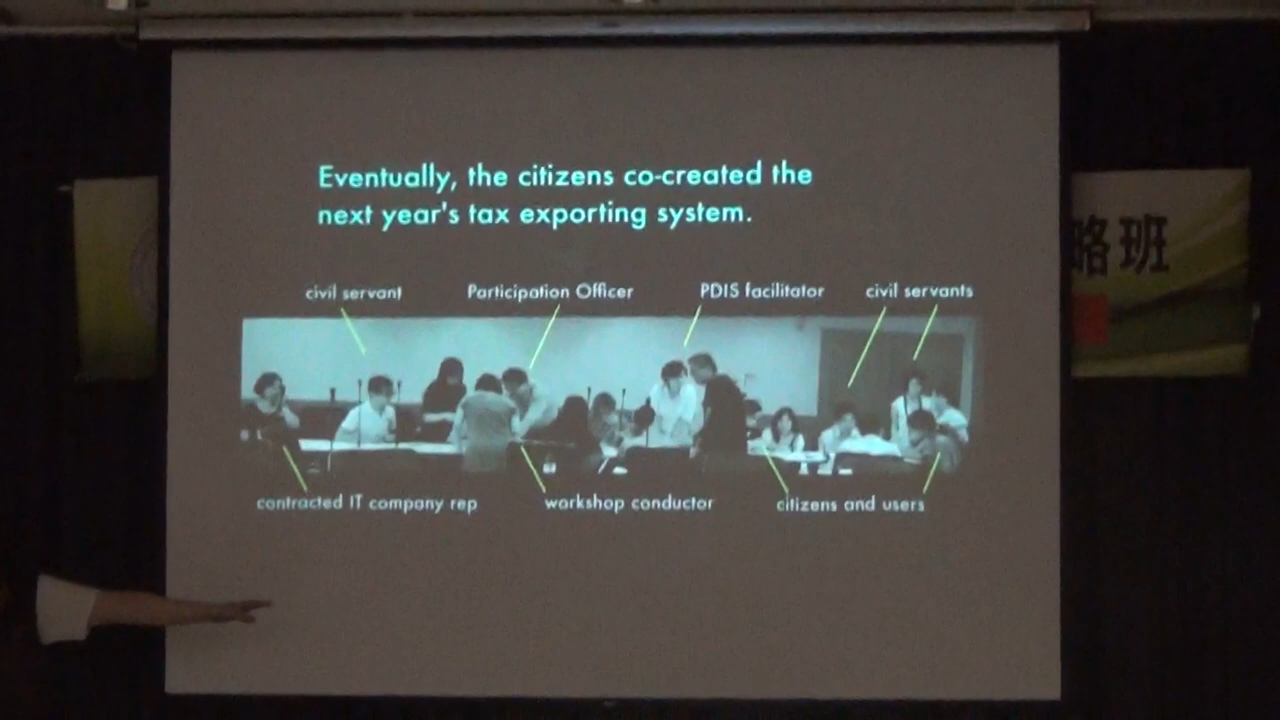 Eventually, the citizens co-created the
next year's tax exporting system.
civil servant
Participation Officer
PDIS facilitator
civil servants
contracted IT company rep
workshop conductor
citizens and users
略班